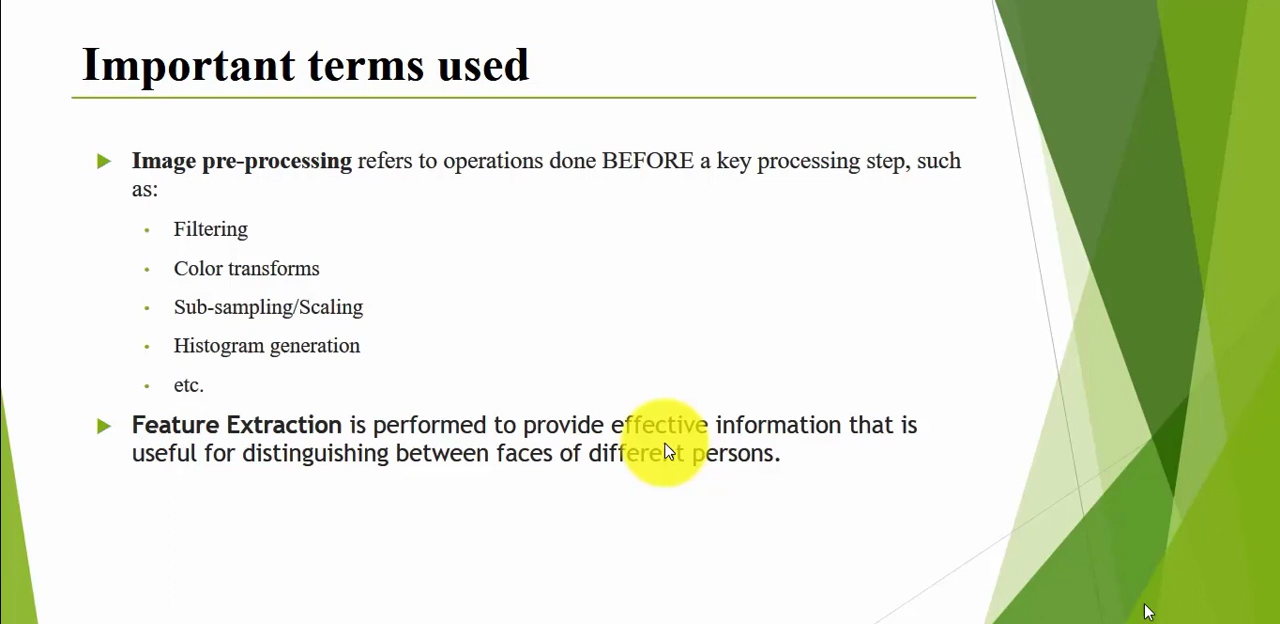 Important terms used
Image pre-processing refers to operations done BEFORE a key processing step, such
as:
Filtering
Color transforms
Sub-sampling/Scaling
Histogram generation
etc.
Feature Extraction is performed to provide effective information that is
useful for distinguishing between faces of different persons.